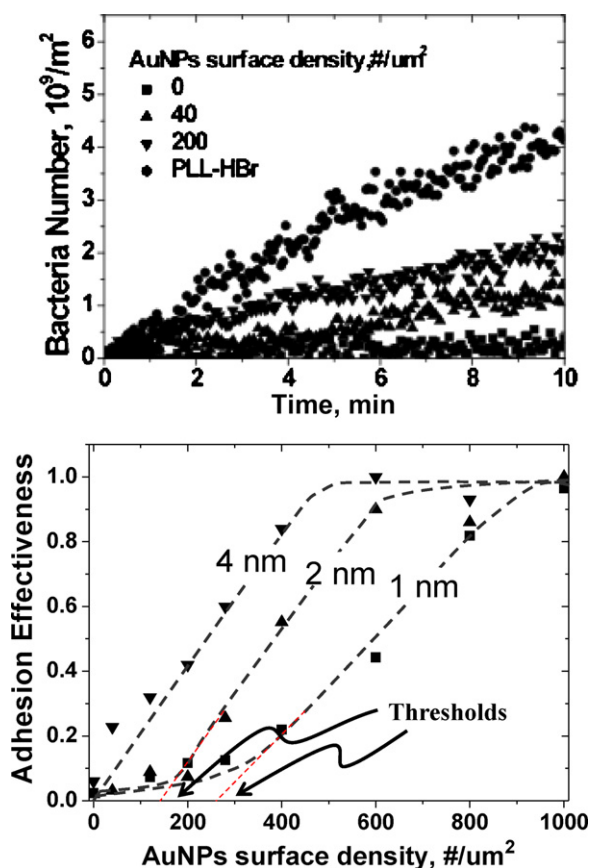 Bacteria Number, 10⁹/m²
6
5
4
3
2
1
0
AuNPs surface density,#/um²
0
40
200
PLL-HBr
0 2 4 6 8 10
Time, min
Adhesion Effectiveness
1.0
0.8
0.6
0.4
0.2
0.0
4 nm
2 nm
1 nm
Thresholds
0 200 400 600 800 1000
AuNPs surface density, #/um²